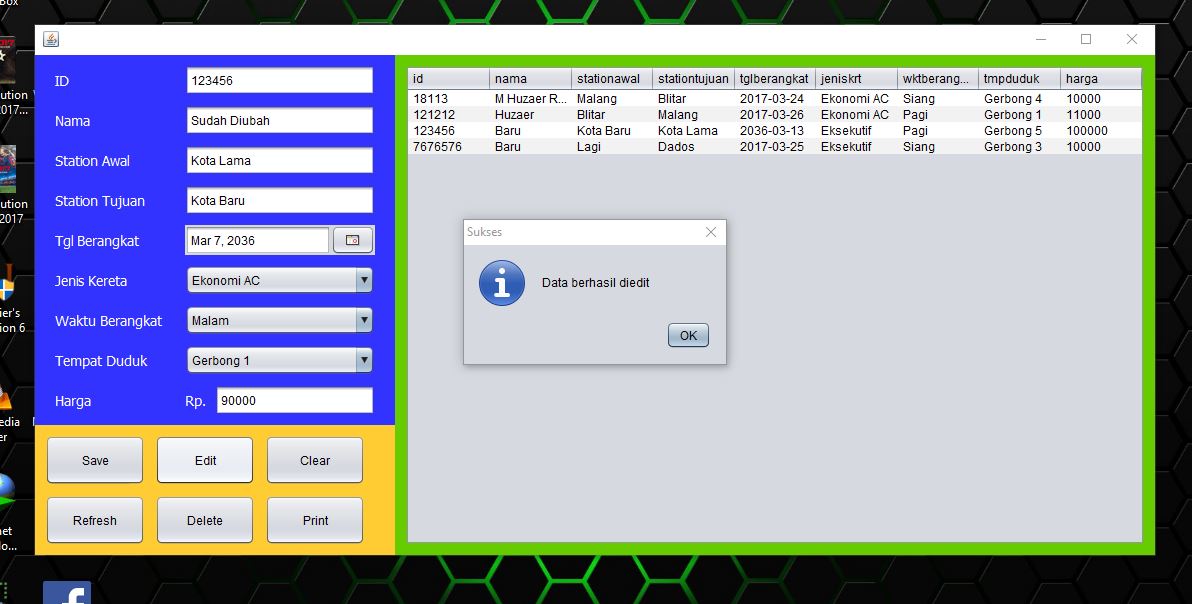 Box
ution
2017...
ution
2017
ier's
ion 6
edia
er
net
lo...
ID 123456
Nama Sudah Diubah
Station Awal Kota Lama
Station Tujuan Kota Baru
Tgl Berangkat Mar 7, 2036
Jenis Kereta Ekonomi AC
Waktu Berangkat Malam
Tempat Duduk Gerbong 1
Harga Rp. 90000
Save Edit Clear
Refresh Delete Print
id nama stationawal stationtujuan tglberangkat jeniskrt wktberang... tmpduduk harga
18113 M Huzaer R... Malang Blitar 2017-03-24 Ekonomi AC Siang Gerbong 4 10000
121212 Huzaer Blitar Malang 2017-03-26 Ekonomi AC Pagi Gerbong 1 11000
123456 Baru Kota Baru Kota Lama 2036-03-13 Eksekutif Pagi Gerbong 5 100000
7676576 Baru Lagi Dados 2017-03-25 Eksekutif Siang Gerbong 3 10000
Sukses
Data berhasil diedit
OK